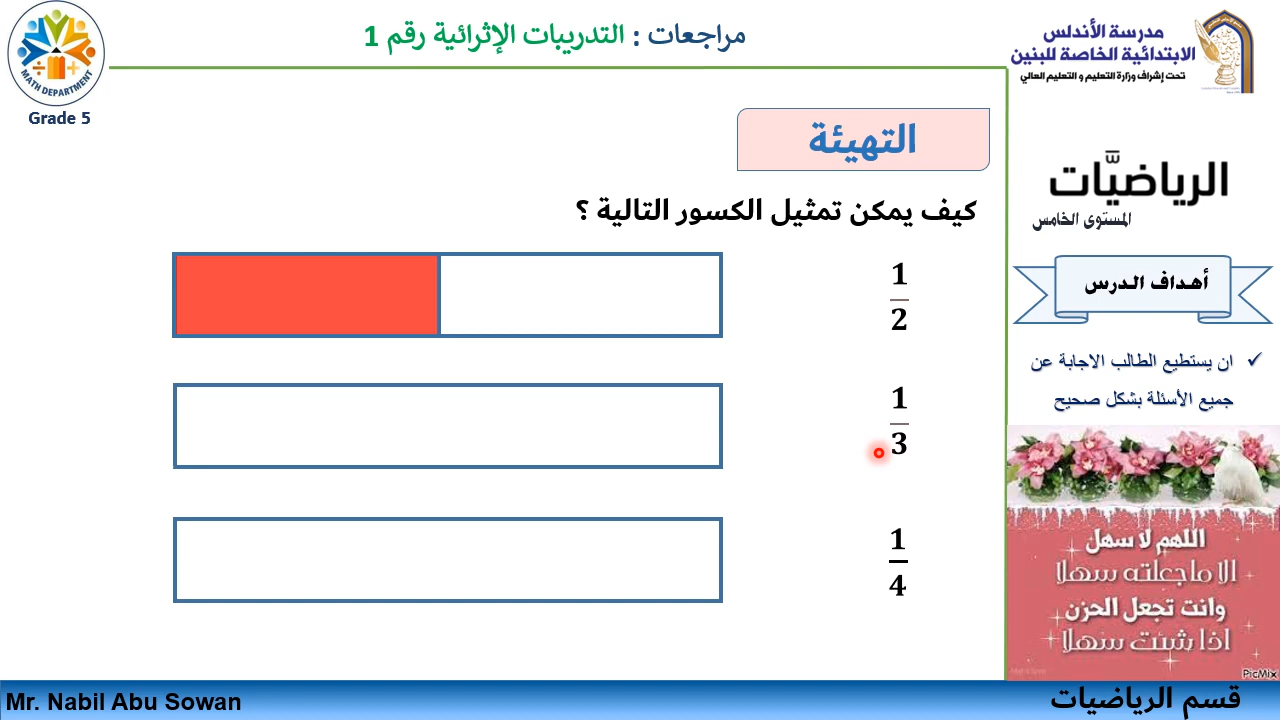 مراجعات : التدريبات الإثرائية رقم 1
MATH DEPARTMENT
Grade 5
مدرسة الأندلس
الابتدائية الخاصة للبنين
تحت إشراف وزارة التعليم و التعليم العالي
الرياضيَّات
المستوى الخامس
أهداف الدرس
✓ ان يستطيع الطالب الاجابة عن
جميع الأسئلة بشكل صحيح
التهيئة
كيف يمكن تمثيل الكسور التالية ؟
1
2
1
3
1
4
اللهم لا سهل
الا ماجعلته سهلا
وانت تجعل الحزن
اذا شئت سهلا
PicMix
Mr. Nabil Abu Sowan
قسم الرياضيات